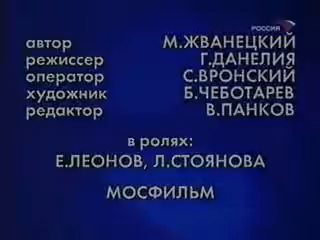 РОССИЯ
автор М.ЖВАНЕЦКИЙ
режиссер Г.ДАНЕЛИЯ
оператор С.ВРОНСКИЙ
художник Б.ЧЕБОТАРЕВ
редактор В.ПАНКОВ
в ролях:
Е.ЛЕОНОВ, Л.СТОЯНОВА
МОСФИЛЬМ